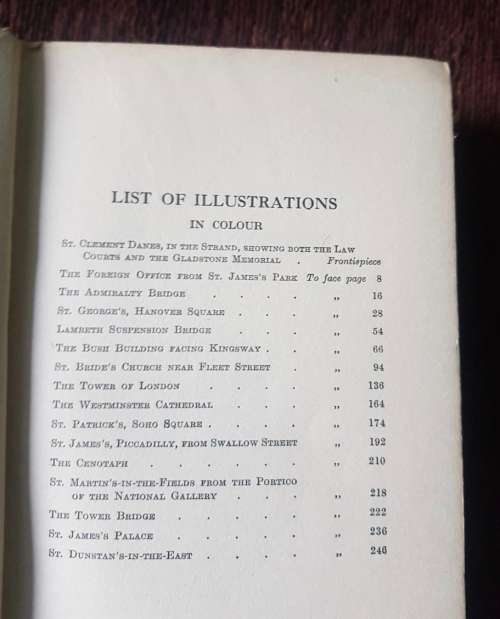 LIST OF ILLUSTRATIONS
IN COLOUR
St. Clement Danes, in the Strand, showing both the Law
Courts and the Gladstone Memorial . Frontispiece
The Foreign Office from St. James's Park To face page 8
The Admiralty Bridge . . . . „ 16
St. George's, Hanover Square . . . „ 28
Lambeth Suspension Bridge . . . „ 54
The Bush Building facing Kingsway . . „ 66
St. Bride's Church near Fleet Street . „ 94
The Tower of London . . . . „ 136
The Westminster Cathedral . . . „ 164
St. Patrick's, Soho Square . . . . „ 174
St. James's, Piccadilly, from Swallow Street „ 192
The Cenotaph . . . . . „ 210
St. Martin's-in-the-Fields from the Portico
of the National Gallery . . . „ 218
The Tower Bridge . . . . . „ 222
St. James's Palace . . . . . „ 236
St. Dunstan's-in-the-East . . . . „ 246